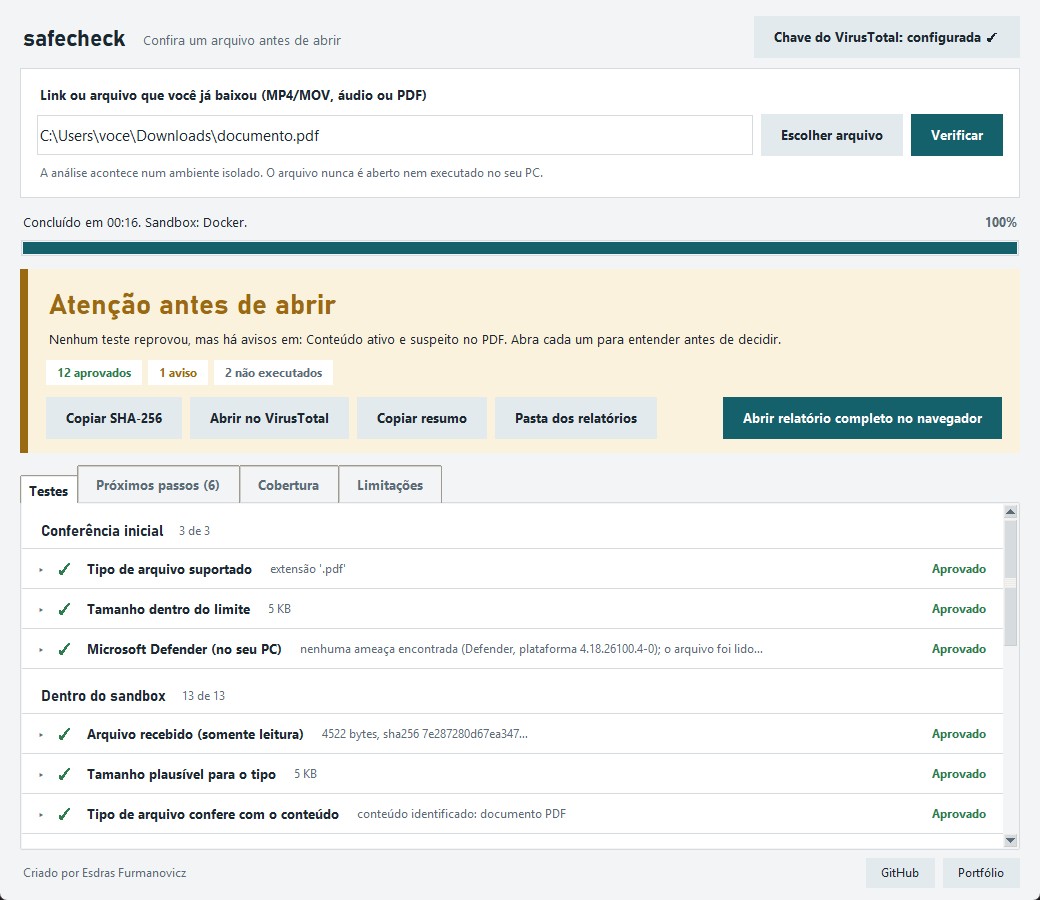 safecheck Confira um arquivo antes de abrir Chave do VirusTotal: configurada ✓
Link ou arquivo que você já baixou (MP4/MOV, áudio ou PDF)
C:\Users\voce\Downloads\documento.pdf Escolher arquivo Verificar
A análise acontece num ambiente isolado. O arquivo nunca é aberto nem executado no seu PC.
Concluído em 00:16. Sandbox: Docker. 100%
Atenção antes de abrir
Nenhum teste reprovou, mas há avisos em: Conteúdo ativo e suspeito no PDF. Abra cada um para entender antes de decidir.
12 aprovados 1 aviso 2 não executados
Copiar SHA-256 Abrir no VirusTotal Copiar resumo Pasta dos relatórios Abrir relatório completo no navegador
Testes Próximos passos (6) Cobertura Limitações
Conferência inicial 3 de 3
▸ ✓ Tipo de arquivo suportado extensão '.pdf' Aprovado
▸ ✓ Tamanho dentro do limite 5 KB Aprovado
▸ ✓ Microsoft Defender (no seu PC) nenhuma ameaça encontrada (Defender, plataforma 4.18.26100.4-0); o arquivo foi lido... Aprovado
Dentro do sandbox 13 de 13
▸ ✓ Arquivo recebido (somente leitura) 4522 bytes, sha256 7e287280d67ea347... Aprovado
▸ ✓ Tamanho plausível para o tipo 5 KB Aprovado
▸ ✓ Tipo de arquivo confere com o conteúdo conteúdo identificado: documento PDF Aprovado
Criado por Esdras Furmanovicz GitHub Portfólio